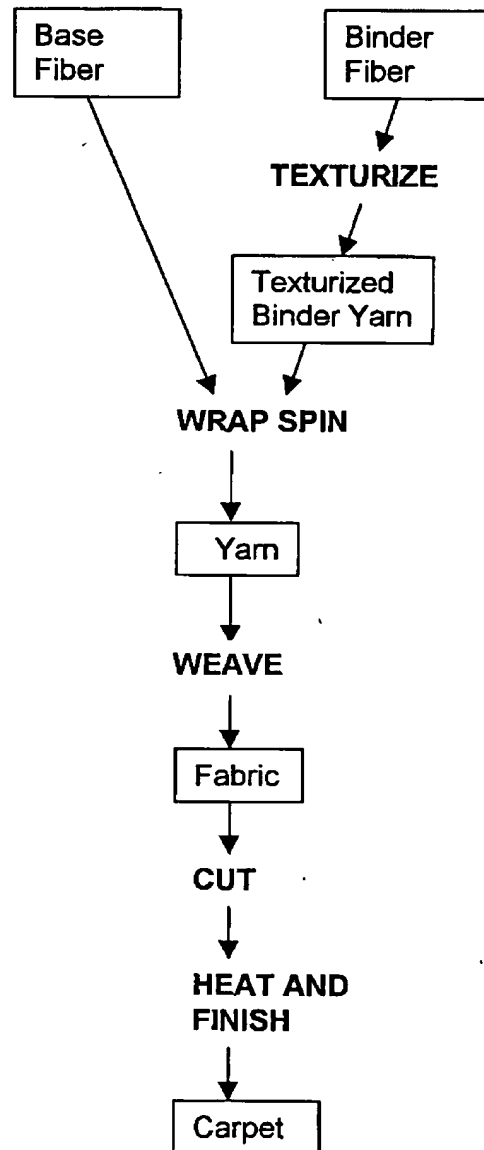 Base
Fiber
Binder
Fiber
TEXTURIZE
Texturized
Binder Yarn
WRAP SPIN
Yarn
WEAVE
Fabric
CUT
HEAT AND
FINISH
Carpet